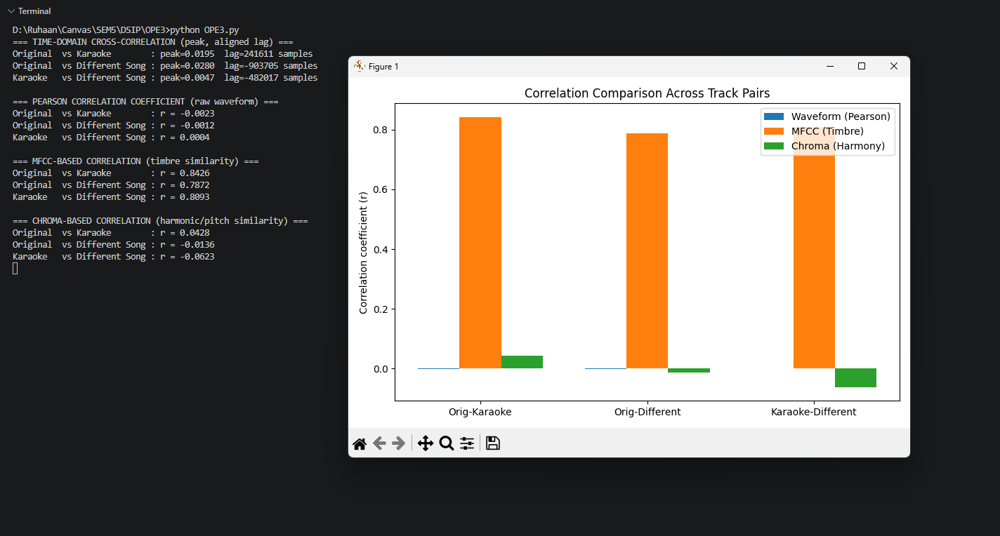 Terminal
D:\Ruhaan\Canvas\SEM5\DSIP\OPE3>python OPE3.py
=== TIME-DOMAIN CROSS-CORRELATION (peak, aligned lag) ===
Original  vs Karaoke        : peak=0.0195  lag=241611 samples
Original  vs Different Song : peak=0.0280  lag=-903705 samples
Karaoke   vs Different Song : peak=0.0047  lag=-482017 samples
=== PEARSON CORRELATION COEFFICIENT (raw waveform) ===
Original  vs Karaoke        : r = -0.0023
Original  vs Different Song : r = -0.0012
Karaoke   vs Different Song : r = 0.0004
=== MFCC-BASED CORRELATION (timbre similarity) ===
Original  vs Karaoke        : r = 0.8426
Original  vs Different Song : r = 0.7872
Karaoke   vs Different Song : r = 0.8093
=== CHROMA-BASED CORRELATION (harmonic/pitch similarity) ===
Original  vs Karaoke        : r = 0.0428
Original  vs Different Song : r = -0.0136
Karaoke   vs Different Song : r = -0.0623
Figure 1
Correlation Comparison Across Track Pairs
Waveform (Pearson)
MFCC (Timbre)
Chroma (Harmony)
Correlation coefficient (r)
0.8
0.6
0.4
0.2
0.0
Orig-Karaoke
Orig-Different
Karaoke-Different